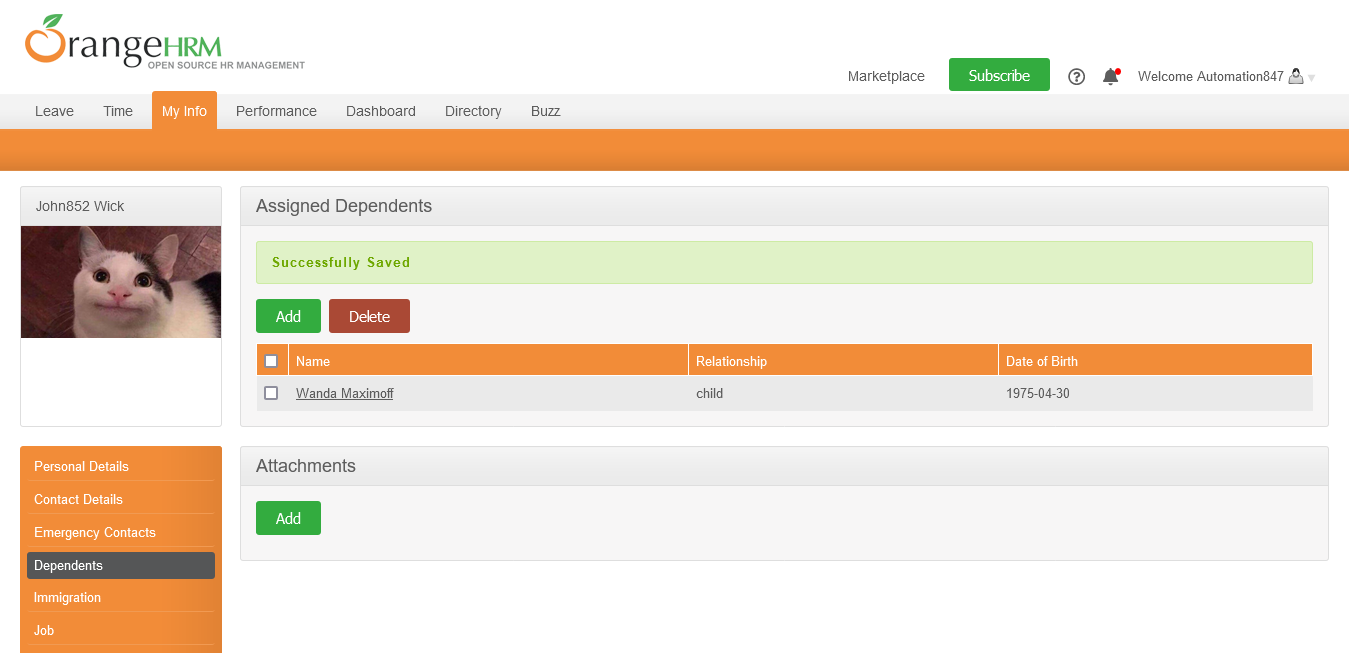 OrangeHRM
OPEN SOURCE HR MANAGEMENT
Marketplace Subscribe Welcome Automation847
Leave Time My Info Performance Dashboard Directory Buzz
John852 Wick
Assigned Dependents
Successfully Saved
Add Delete
Name Relationship Date of Birth
Wanda Maximoff child 1975-04-30
Personal Details
Contact Details
Emergency Contacts
Dependents
Immigration
Job
Attachments
Add